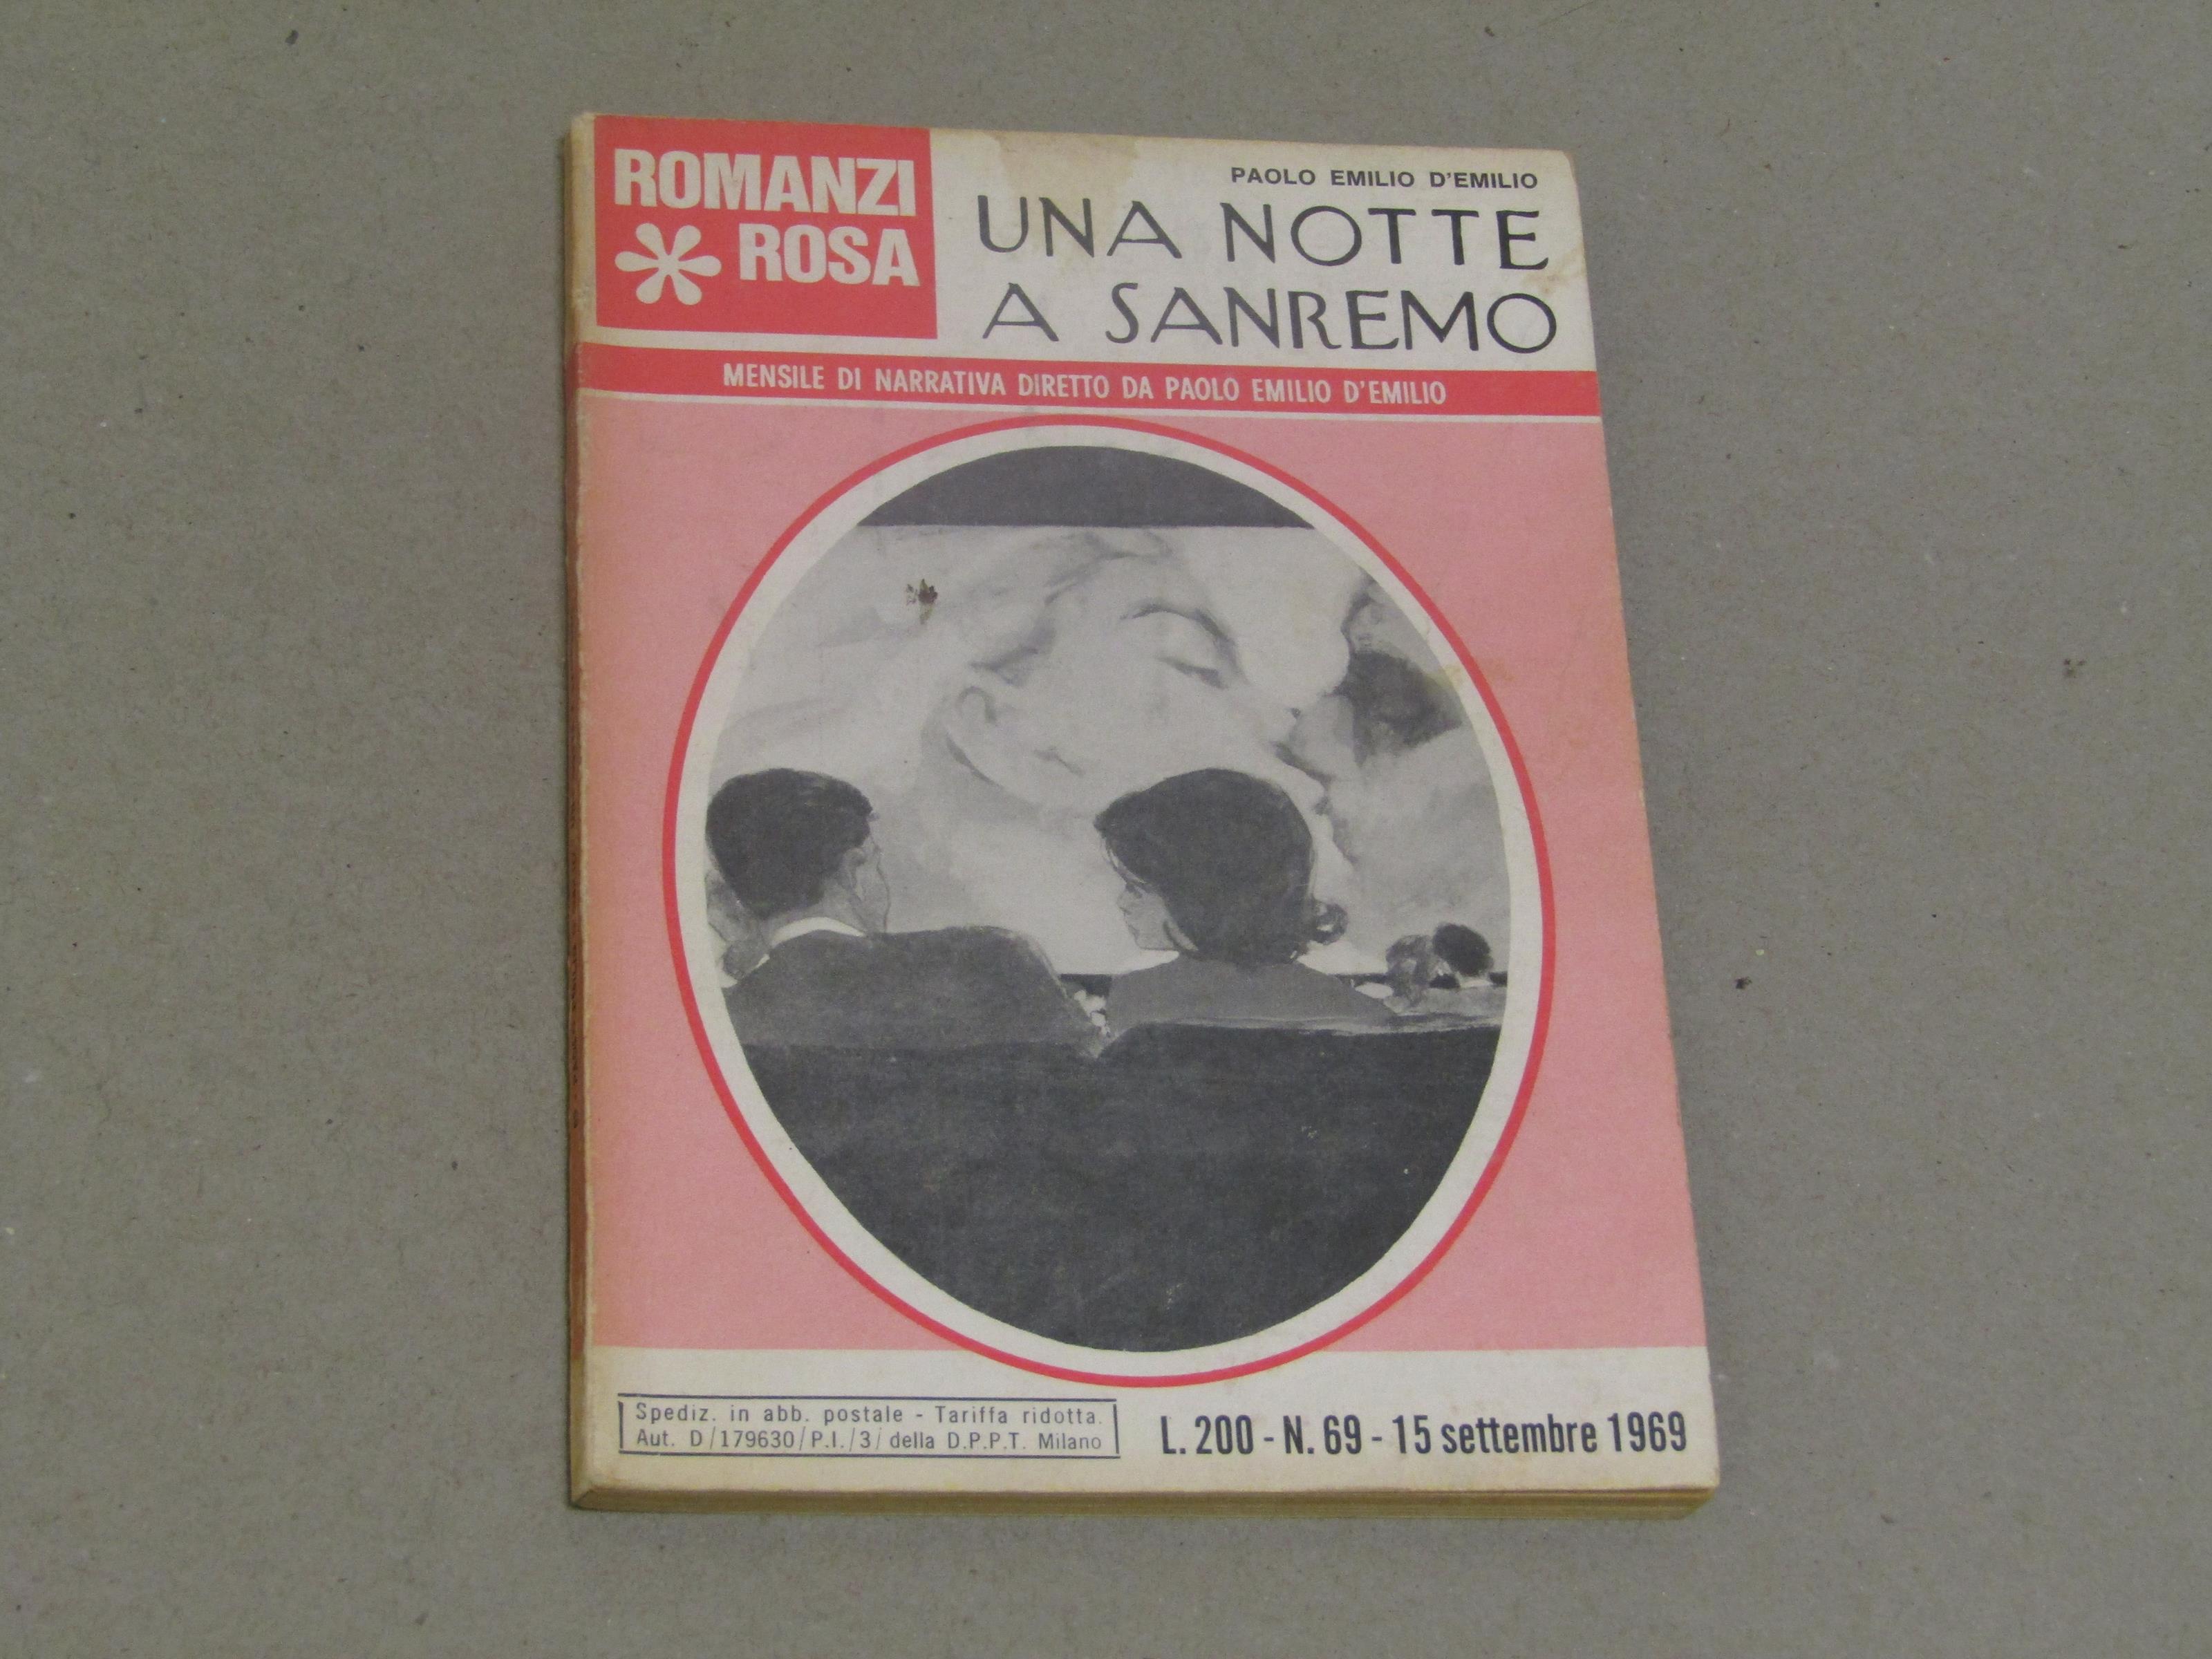 ROMANZI
ROSA
PAOLO EMILIO D'EMILIO
UNA NOTTE
A SANREMO
MENSILE DI NARRATIVA DIRETTO DA PAOLO EMILIO D'EMILIO
Spediz. in abb. postale - Tariffa ridotta.
Aut. D/179630/P.I./3/ della D.P.P.T. Milano
L. 200 - N. 69 - 15 settembre 1969